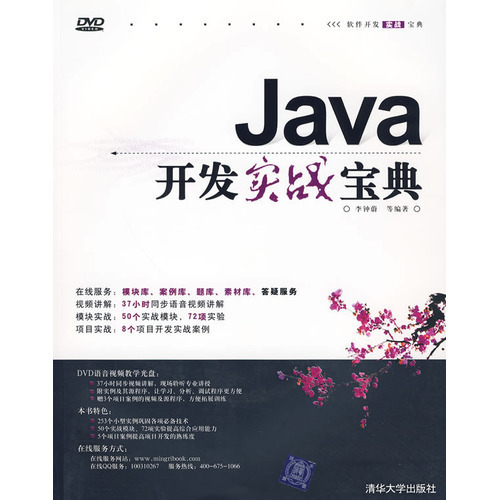 DVD
VIDEO
<<< 软件开发 实战 宝典
Java
开发实战宝典
李钟蔚 等编著
在线服务：模块库、案例库、题库、素材库、答疑服务
视频讲解：37小时同步语音视频讲解
模块实战：50个实战模块，72项实验
项目实战：8个项目开发实战案例
DVD语音视频教学光盘：
37小时同步视频讲解，现场聆听专业讲授
附实例及其源程序，让学习、分析、调试程序更方便
赠3个项目案例的视频及源程序，方便拓展训练
本书特色：
253个小型实例巩固各项必备技术
50个实战模块、72项实验提高综合应用能力
5个项目案例提高项目开发的熟练度
在线服务方式：
在线服务网站：www.mingribook.com
在线服务QQ：100310267 服务热线：400-675-1066
清华大学出版社